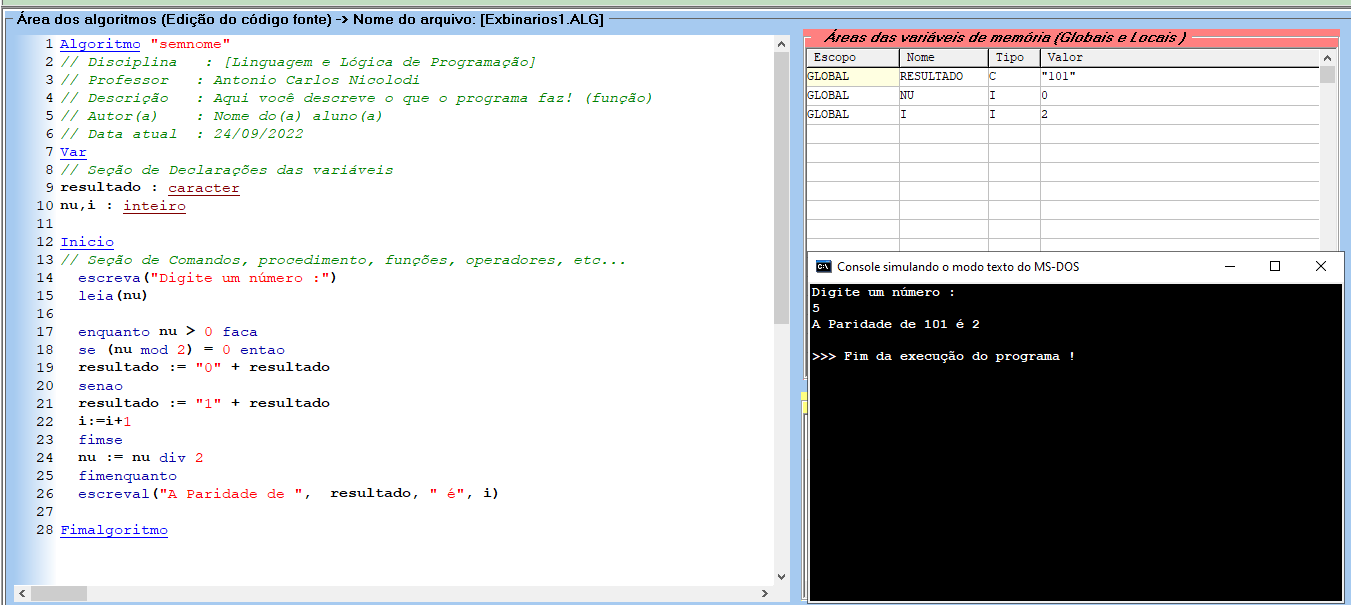 Área dos algoritmos (Edição do código fonte) -> Nome do arquivo: [Exbinarios1.ALG]
1 Algoritmo "semnome"
2 // Disciplina   : [Linguagem e Lógica de Programação]
3 // Professor   : Antonio Carlos Nicolodi
4 // Descrição   : Aqui você descreve o que o programa faz! (função)
5 // Autor(a)    : Nome do(a) aluno(a)
6 // Data atual  : 24/09/2022
7 Var
8 // Seção de Declarações das variáveis
9 resultado : caracter
10 nu,i : inteiro
11
12 Inicio
13 // Seção de Comandos, procedimento, funções, operadores, etc...
14   escreva("Digite um número :")
15   leia(nu)
16
17   enquanto nu > 0 faca
18   se (nu mod 2) = 0 entao
19   resultado := "0" + resultado
20   senao
21   resultado := "1" + resultado
22   i:=i+1
23   fimse
24   nu := nu div 2
25   fimenquanto
26   escreval("A Paridade de ",  resultado, " é", i)
27
28 Fimalgoritmo
Áreas das variáveis de memória (Globais e Locais )
Escopo Nome Tipo Valor
GLOBAL RESULTADO C "101"
GLOBAL NU I 0
GLOBAL I I 2
C:\ Console simulando o modo texto do MS-DOS
Digite um número :
5
A Paridade de 101 é 2
>>> Fim da execução do programa !